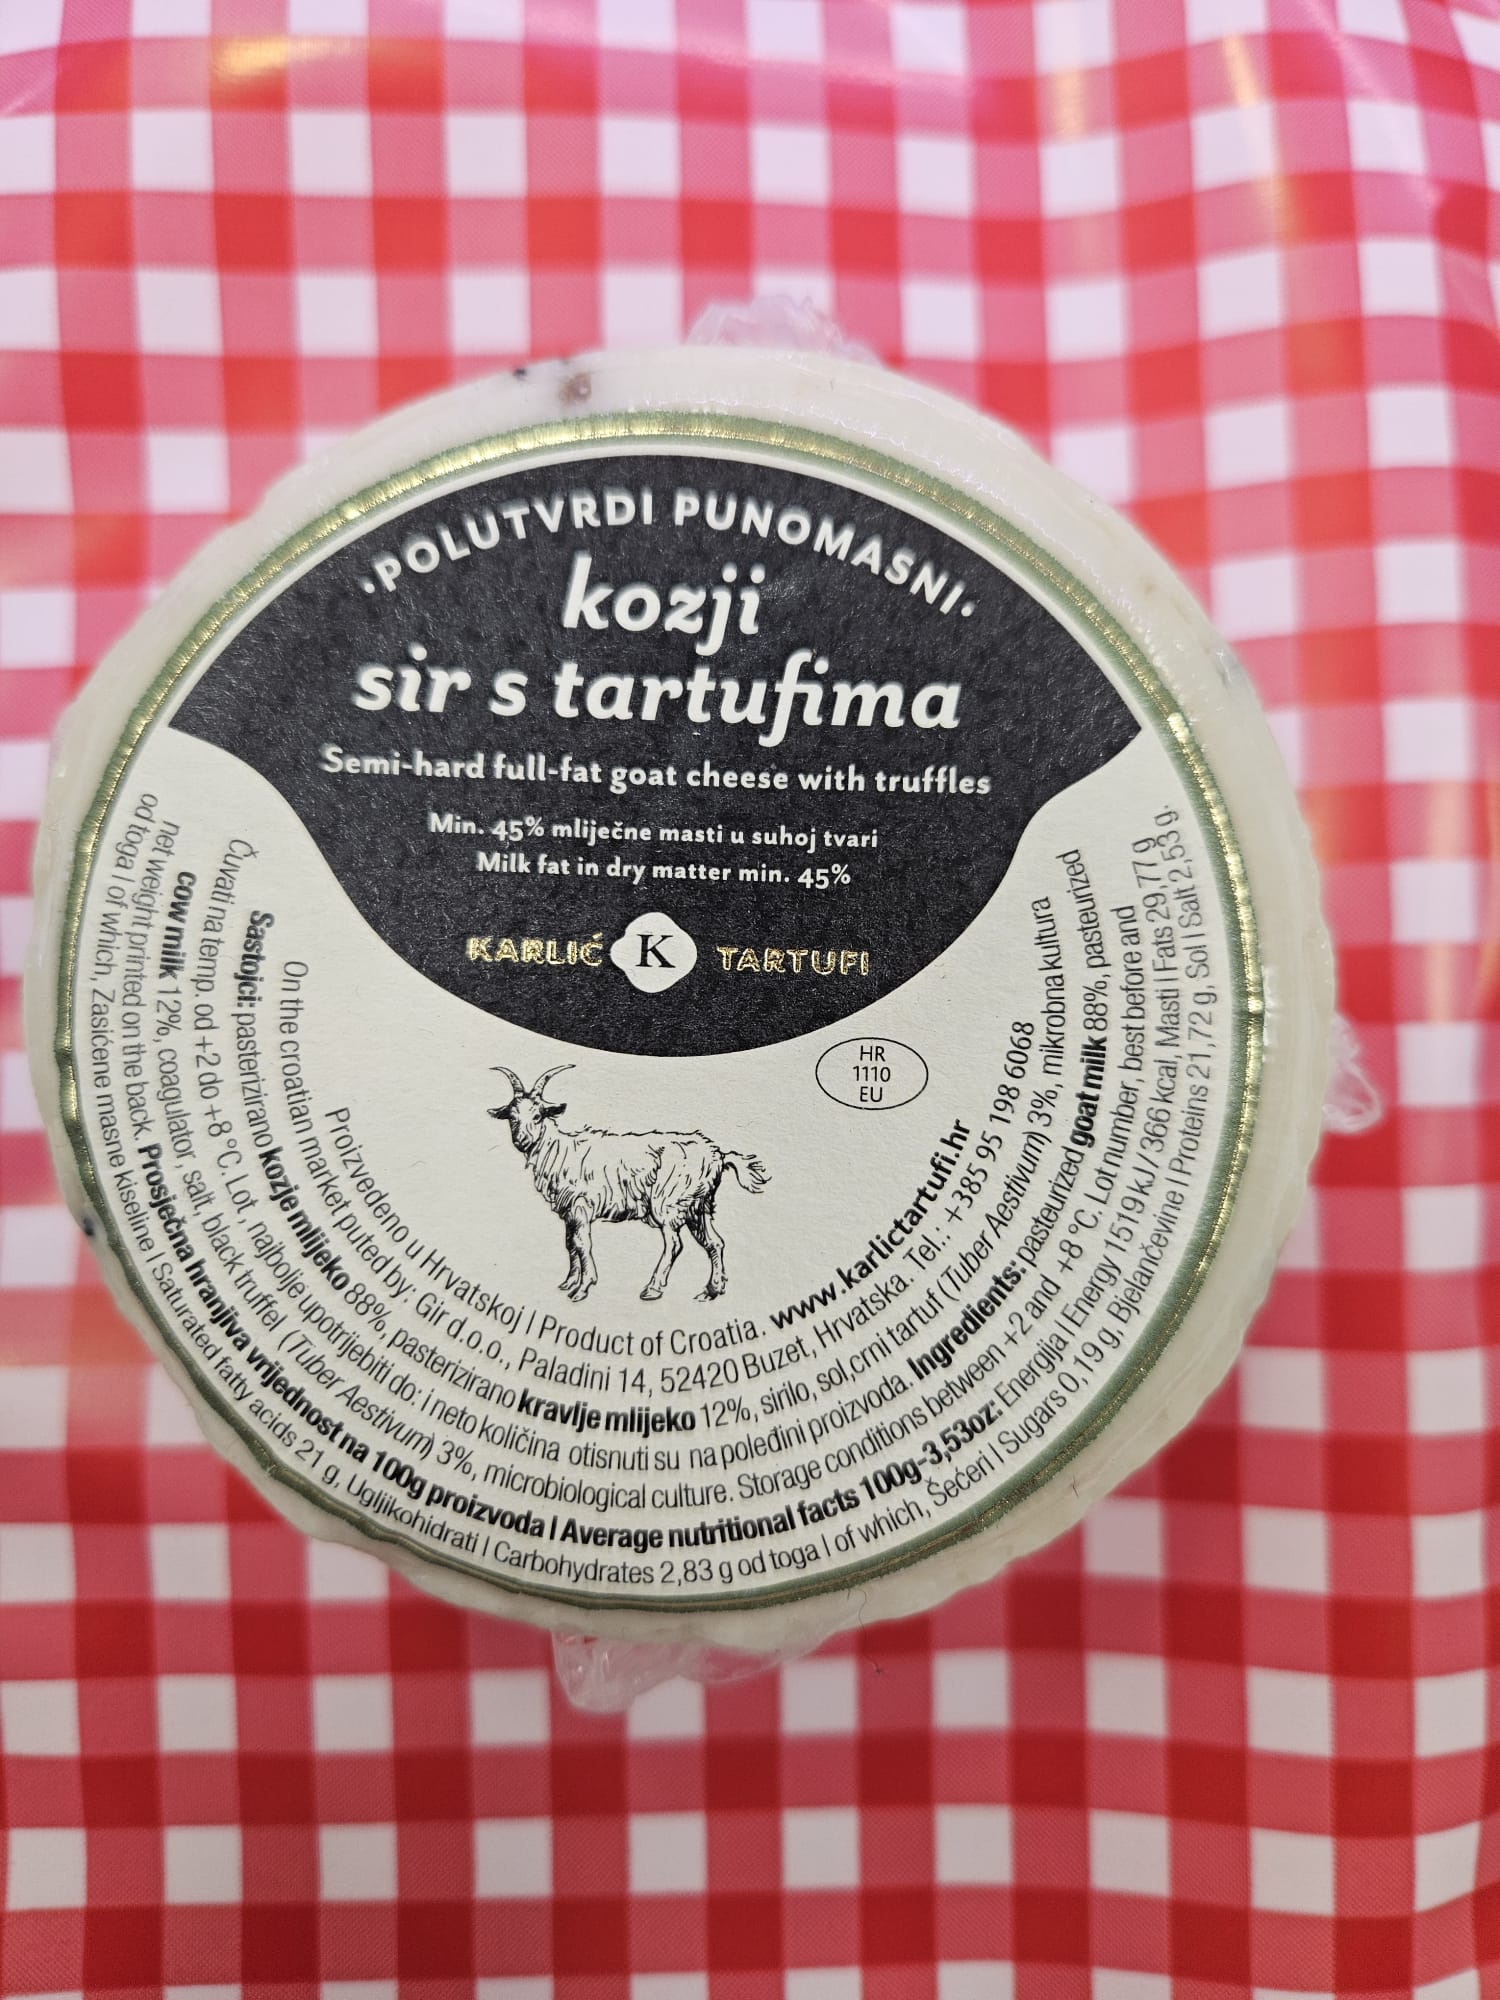 ·POLUTVRDI PUNOMASNI·
kozji
sir s tartufima
Semi-hard full-fat goat cheese with truffles
Min. 45% mliječne masti u suhoj tvari
Milk fat in dry matter min. 45%
KARLIĆ K TARTUFI
HR
1110
EU
Proizvedeno u Hrvatskoj | Product of Croatia. www.karlictartufi.hr
On the croatian market puted by: Gir d.o.o., Paladini 14, 52420 Buzet, Hrvatska. Tel.: +385 95 198 6068
Sastojci: pasterizirano kozje mlijeko 88%, pasterizirano kravlje mlijeko 12%, sirilo, sol,crni tartuf (Tuber Aestivum) 3%, mikrobna kultura
Čuvati na temp. od +2 do +8 °C. Lot , najbolje upotrijebiti do: i neto količina otisnuti su na poleđini proizvoda. Ingredients: pasteurized goat milk 88%, pasteurized
cow milk 12%, coagulator, salt, black truffel (Tuber Aestivum) 3%, microbiological culture. Storage conditions between +2 and +8 °C. Lot number, best before and
net weight printed on the back. Prosječna hranjiva vrijednost na 100g proizvoda | Average nutritional facts 100g-3,53oz: Energija | Energy 1519 kJ / 366 kcal, Masti | Fats 29,77 g
od toga | of which, Zasićene masne kiseline | Saturated fatty acids 21 g, Ugljikohidrati | Carbohydrates 2,83 g od toga | of which, Šećeri | Sugars 0,19 g, Bjelančevine | Proteins 21,72 g, Sol | Salt 2,53 g.